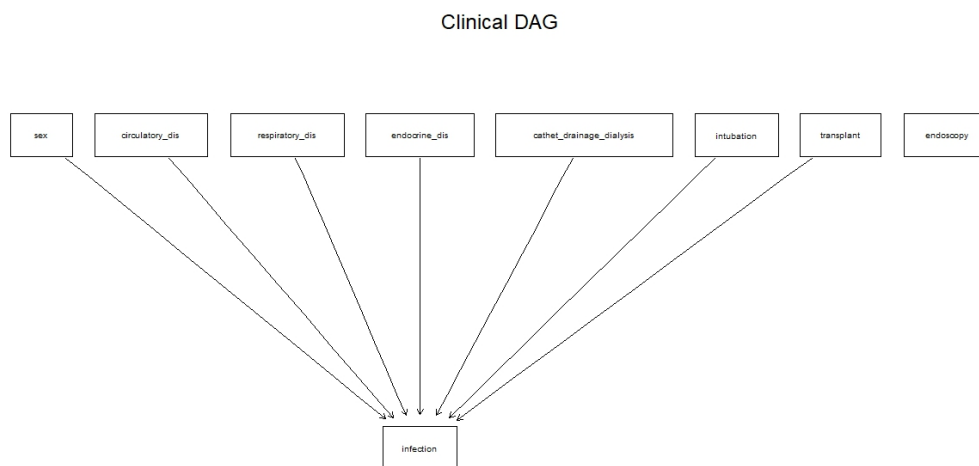 Clinical DAG
sex
circulatory_dis
respiratory_dis
endocrine_dis
cathet_drainage_dialysis
intubation
transplant
endoscopy
infection